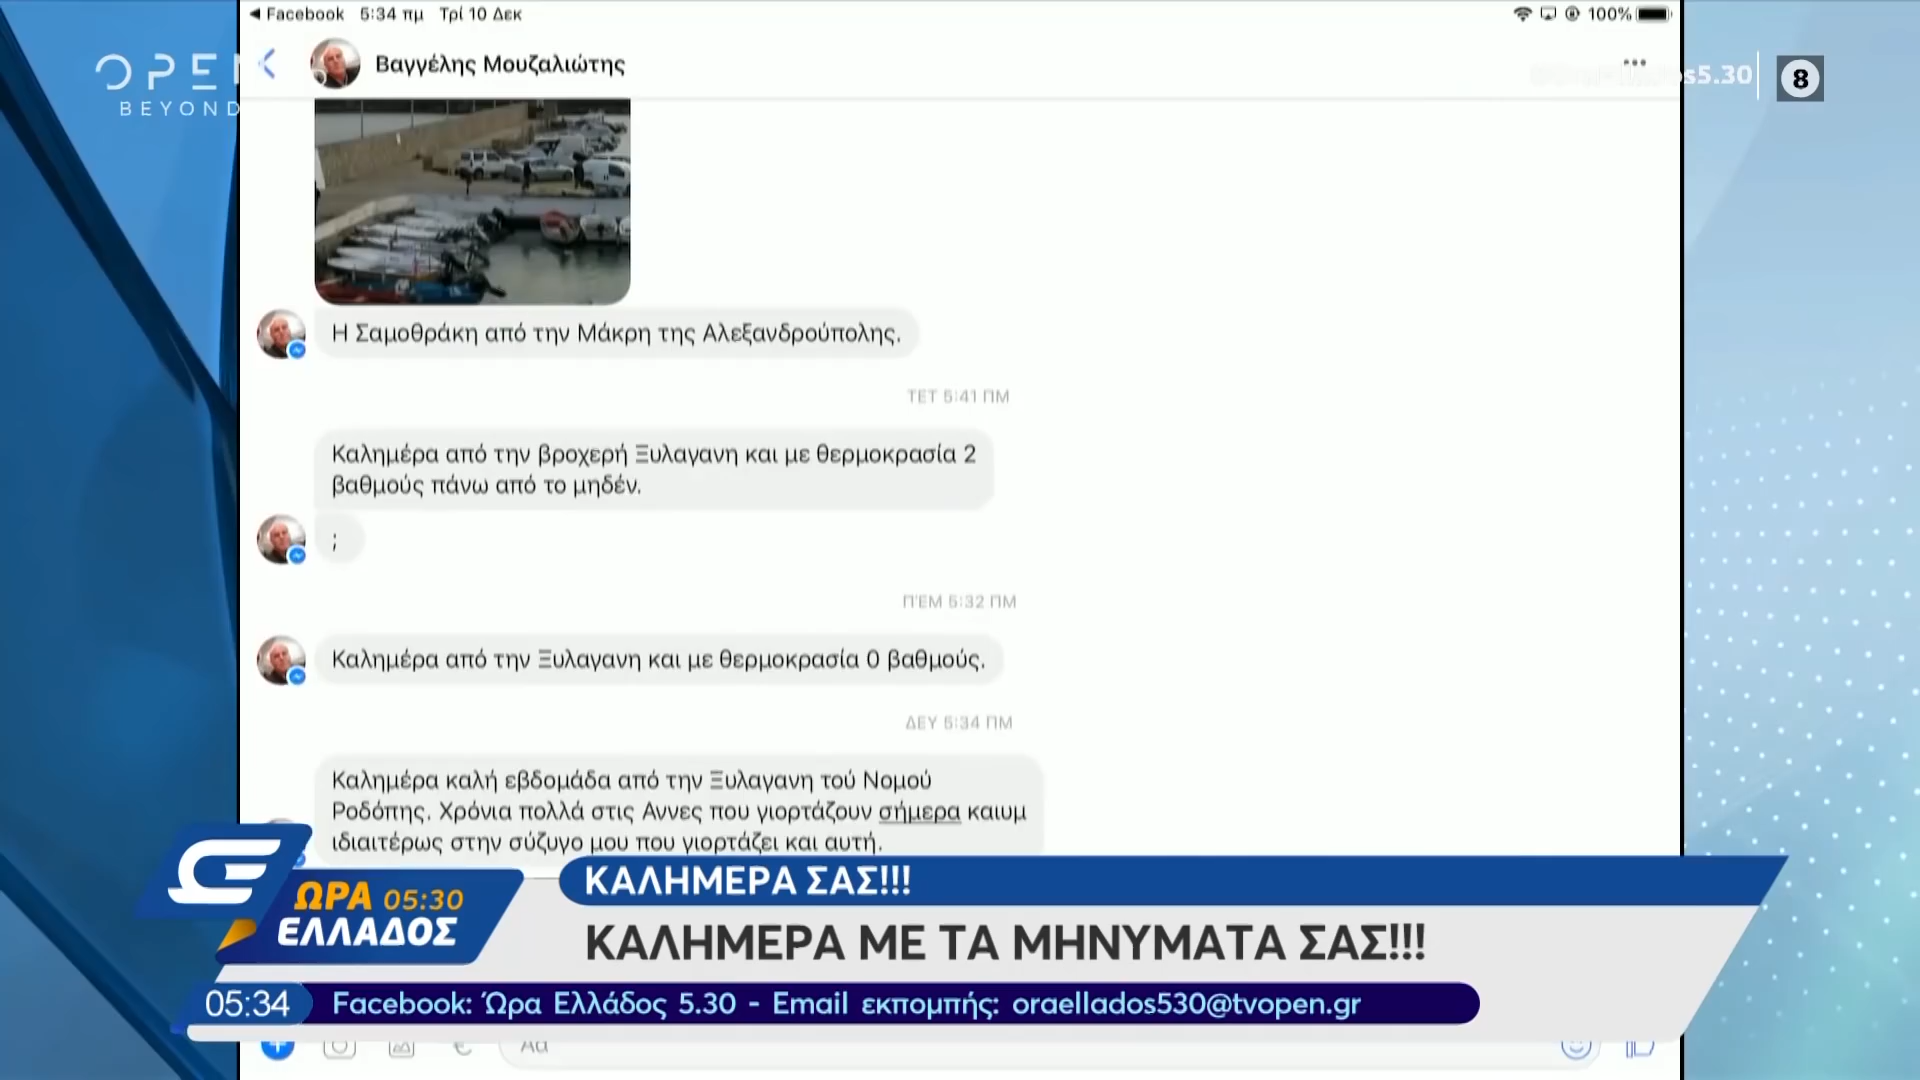 Facebook 5:34 πμ Τρί 10 Δεκ
100%
Βαγγέλης Μουζαλιώτης
OPEN
BEYOND
s5.30
8
Η Σαμοθράκη από την Μάκρη της Αλεξανδρούπολης.
ΤΕΤ 5:41 ΠΜ
Καλημέρα από την βροχερή Ξυλαγανη και με θερμοκρασία 2
βαθμούς πάνω από το μηδέν.
;
ΠΈΜ 5:32 ΠΜ
Καλημέρα από την Ξυλαγανη και με θερμοκρασία 0 βαθμούς.
ΔΕΥ 5:34 ΠΜ
Καλημέρα καλή εβδομάδα από την Ξυλαγανη τού Νομού
Ροδόπης. Χρόνια πολλά στις Αννες που γιορτάζουν σήμερα καιυμ
ιδιαιτέρως στην σύζυγο μου που γιορτάζει και αυτή.
ΚΑΛΗΜΕΡΑ ΣΑΣ!!!
ΩΡΑ 05:30
ΕΛΛΑΔΟΣ
ΚΑΛΗΜΕΡΑ ΜΕ ΤΑ ΜΗΝΥΜΑΤΑ ΣΑΣ!!!
05:34
Facebook: Ώρα Ελλάδος 5.30 - Email εκπομπής: oraellados530@tvopen.gr
Aα